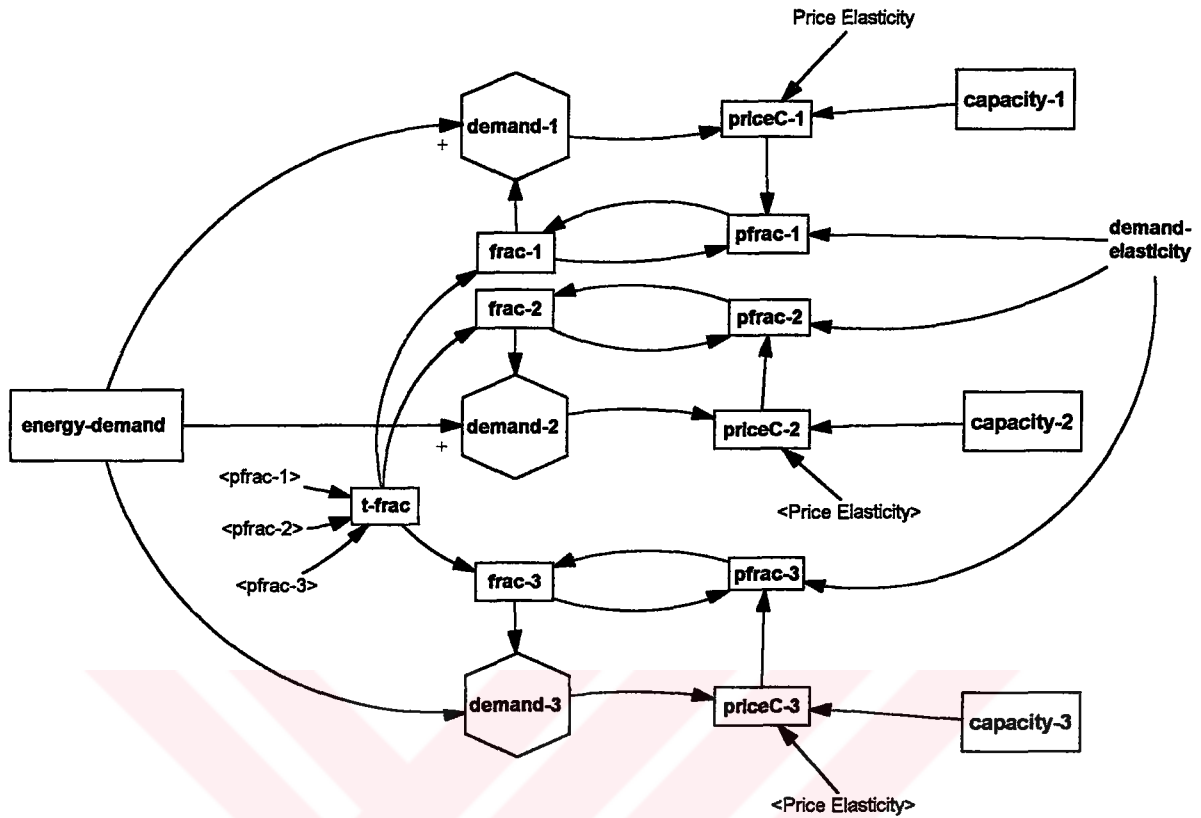 Price Elasticity
demand-1
priceC-1
capacity-1
+
frac-1
pfrac-1
demand-
elasticity
frac-2
pfrac-2
energy-demand
demand-2
priceC-2
capacity-2
+
<pfrac-1>
t-frac
<pfrac-2>
<Price Elasticity>
<pfrac-3>
frac-3
pfrac-3
demand-3
priceC-3
capacity-3
<Price Elasticity>